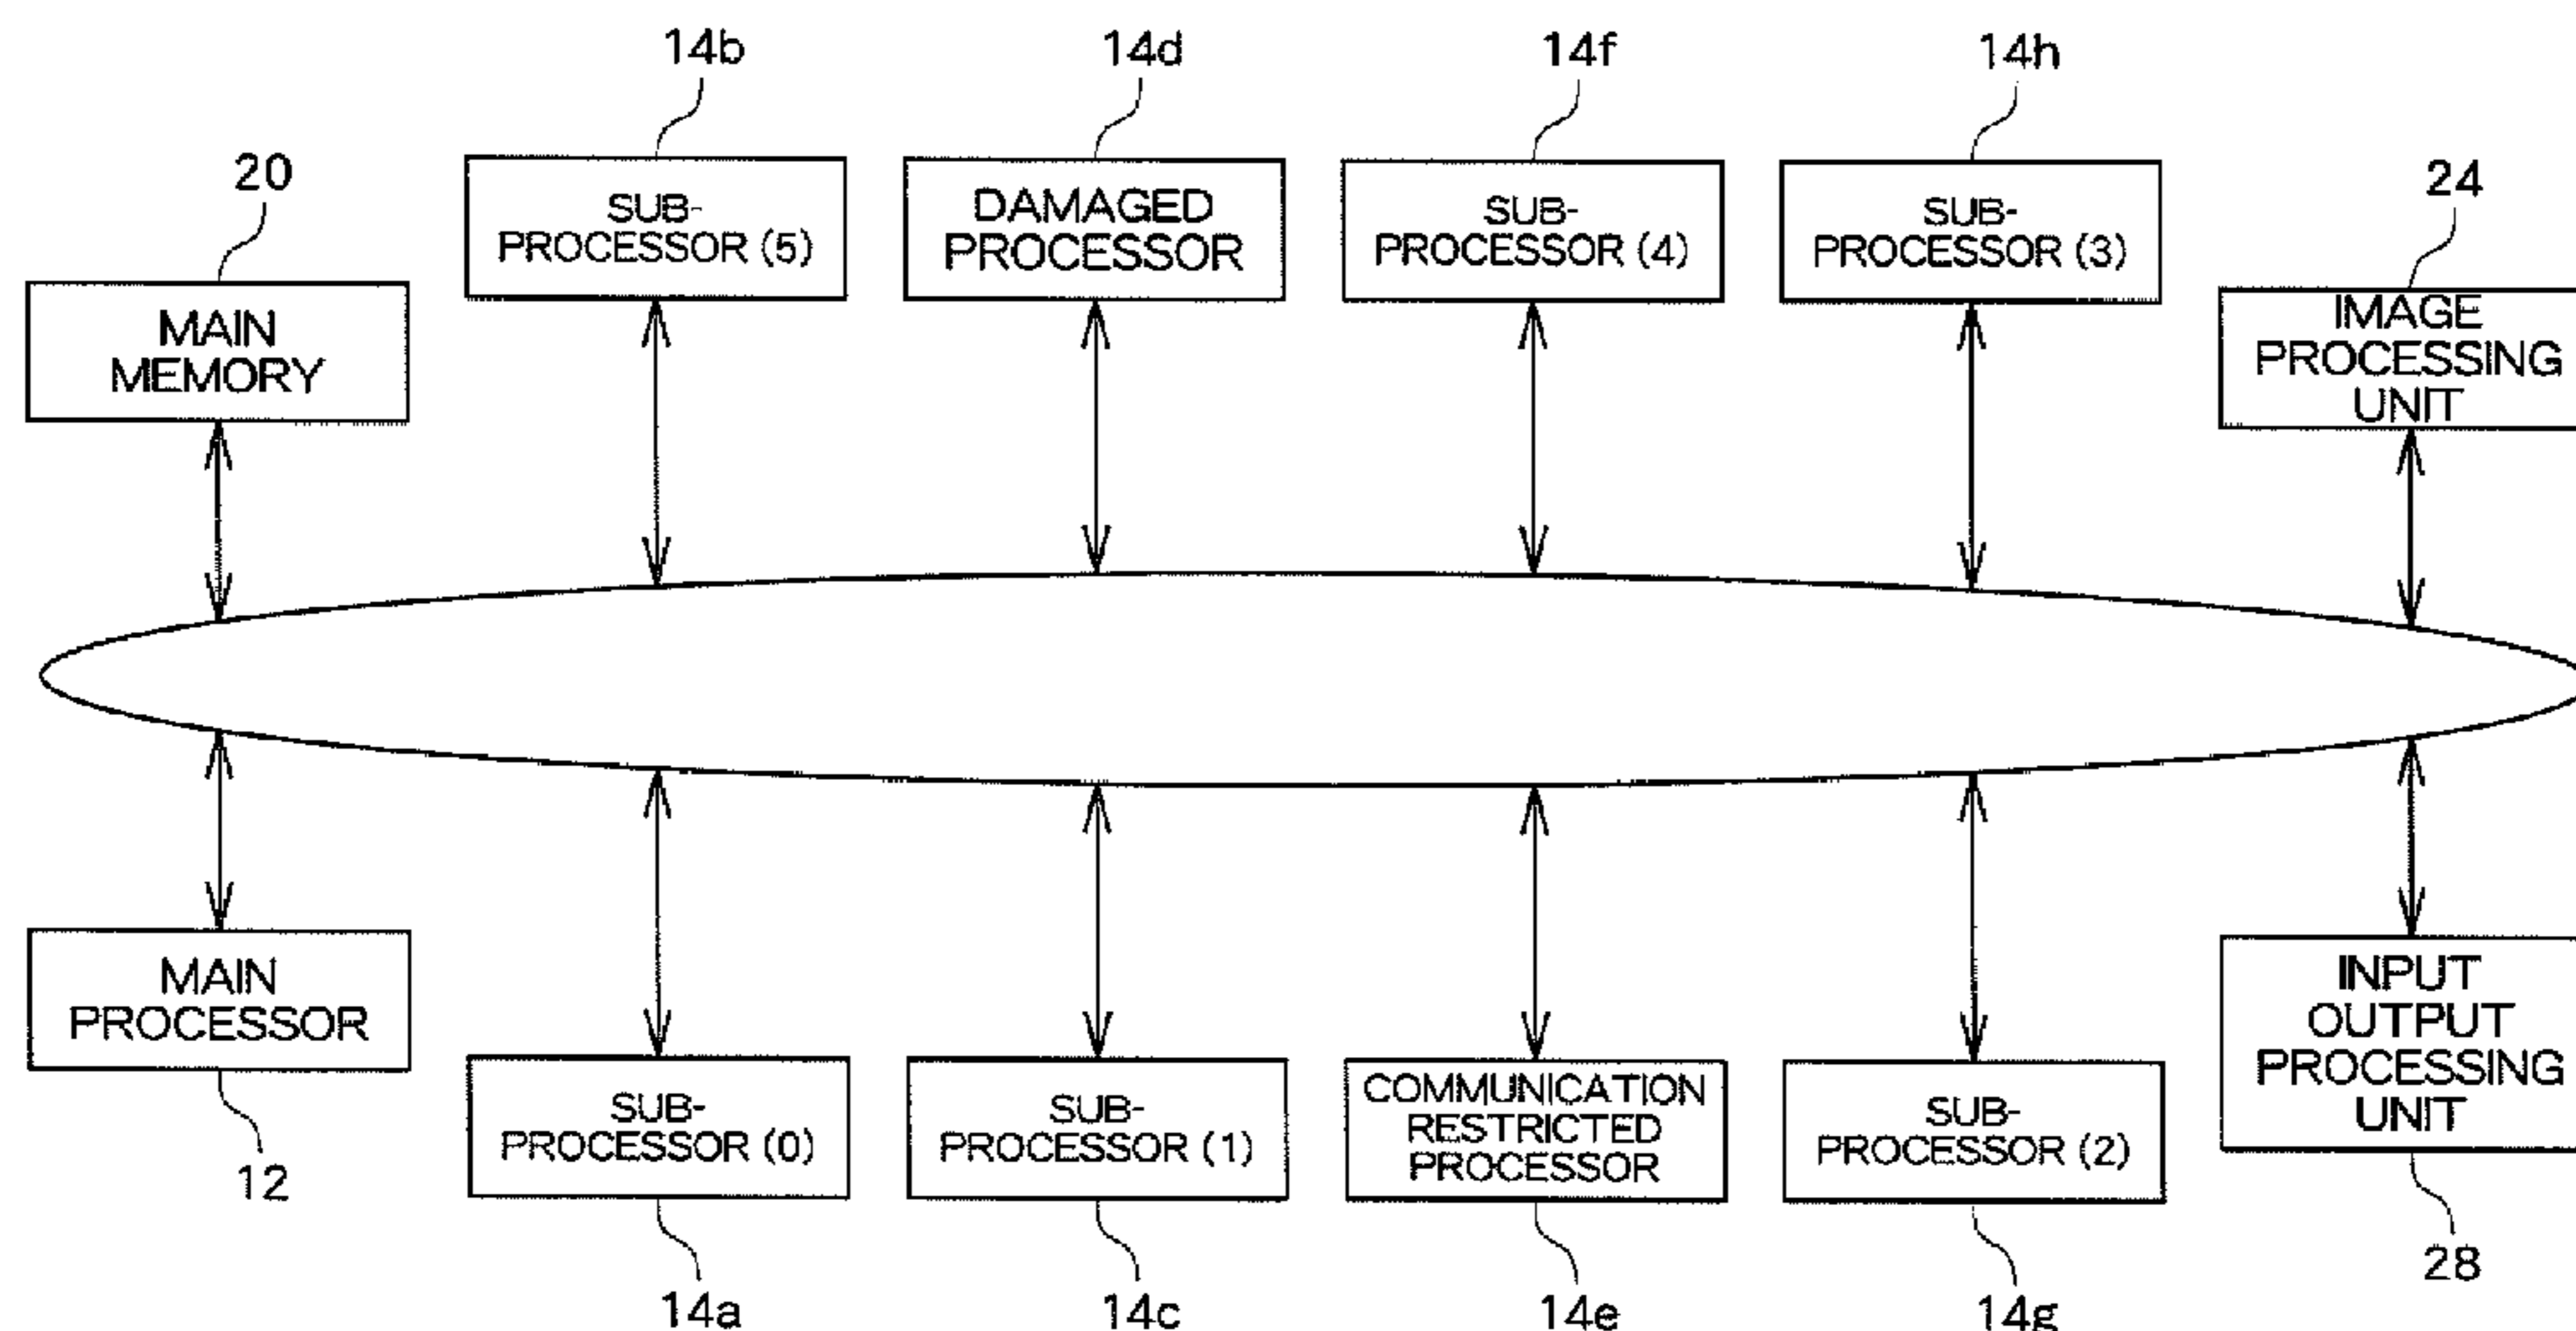 14b
14d
14f
14h
20
24
SUB-
PROCESSOR (5)
DAMAGED
PROCESSOR
SUB-
PROCESSOR (4)
SUB-
PROCESSOR (3)
MAIN
MEMORY
IMAGE
PROCESSING
UNIT
MAIN
PROCESSOR
INPUT
OUTPUT
PROCESSING
UNIT
SUB-
PROCESSOR (0)
SUB-
PROCESSOR (1)
COMMUNICATION
RESTRICTED
PROCESSOR
SUB-
PROCESSOR (2)
12
28
14a
14c
14e
14g